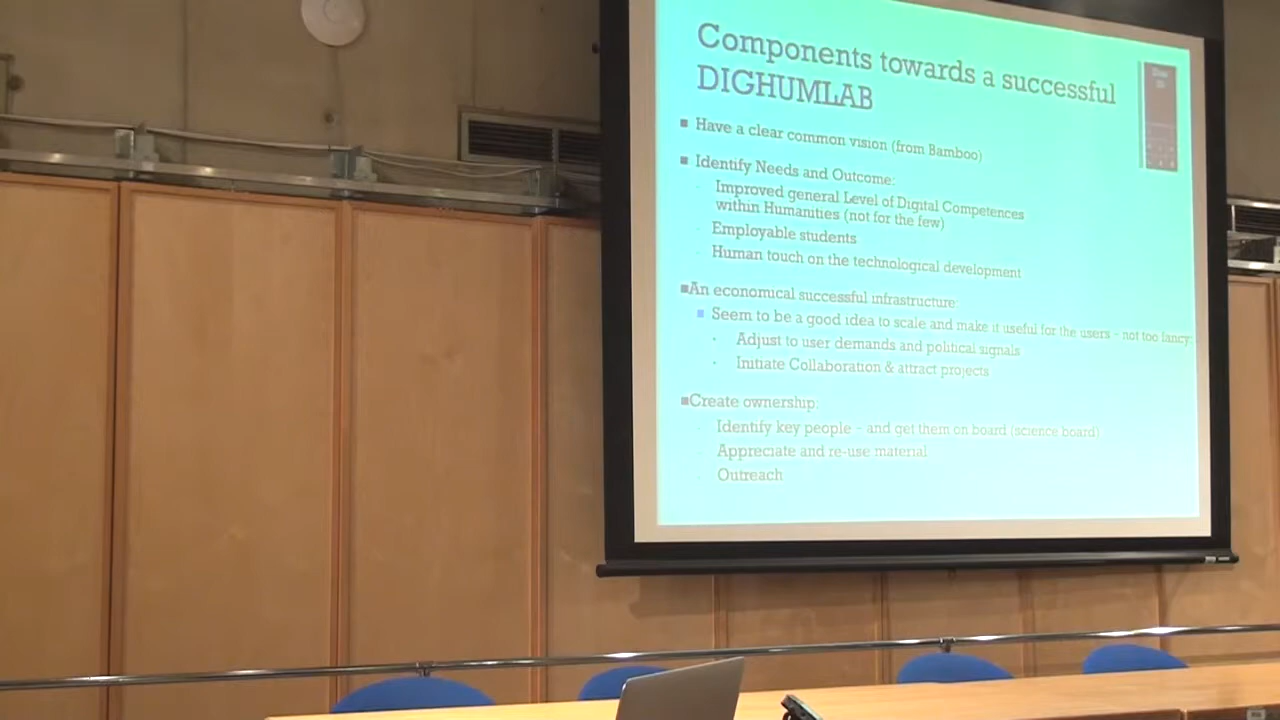 Components towards a successful
DIGHUMLAB
Have a clear common vision (from Bamboo)
Identify Needs and Outcome:
Improved general Level of Digital Competences
within Humanities (not for the few)
Employable students
Human touch on the technological development
An economical successful infrastructure:
Seem to be a good idea to scale and make it useful for the users - not too fancy:
Adjust to user demands and political signals
Initiate Collaboration & attract projects
Create ownership:
Identify key people - and get them on board (science board)
Appreciate and re-use material
Outreach